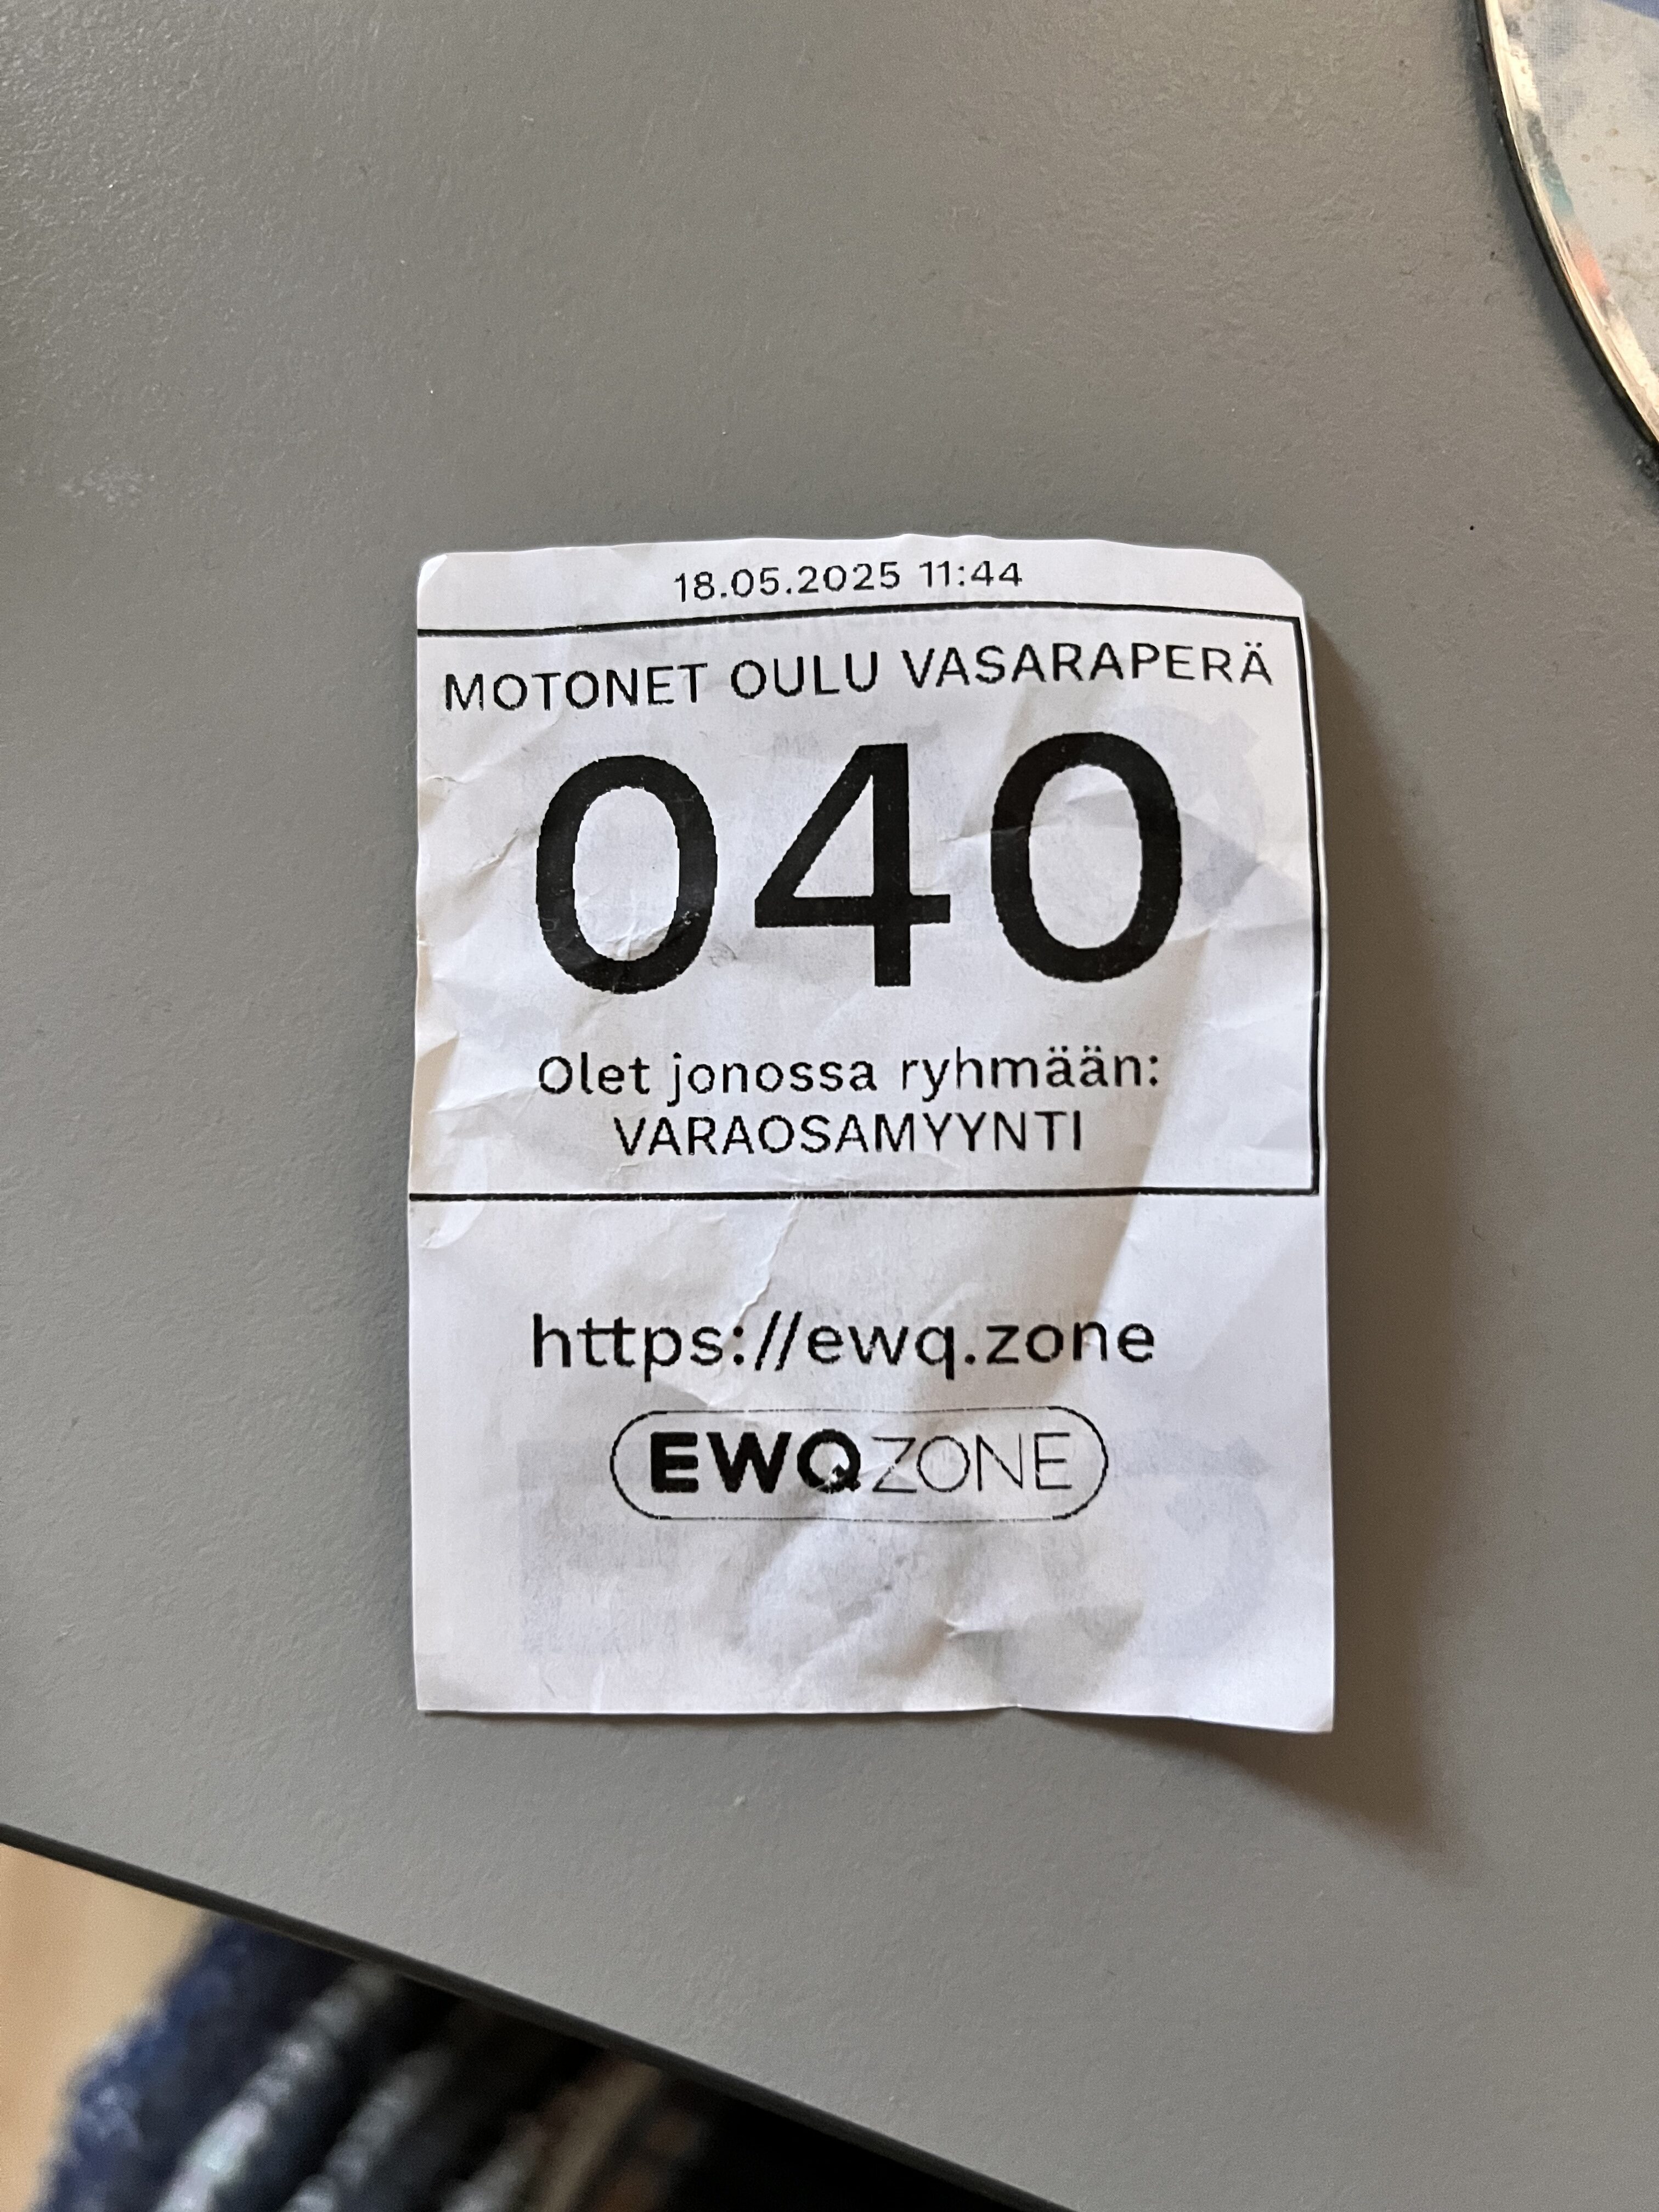 18.05.2025 11:44
MOTONET OULU VASARAPERÄ
040
Olet jonossa ryhmään:
VARAOSAMYYNTI
https://ewq.zone
EWQZONE